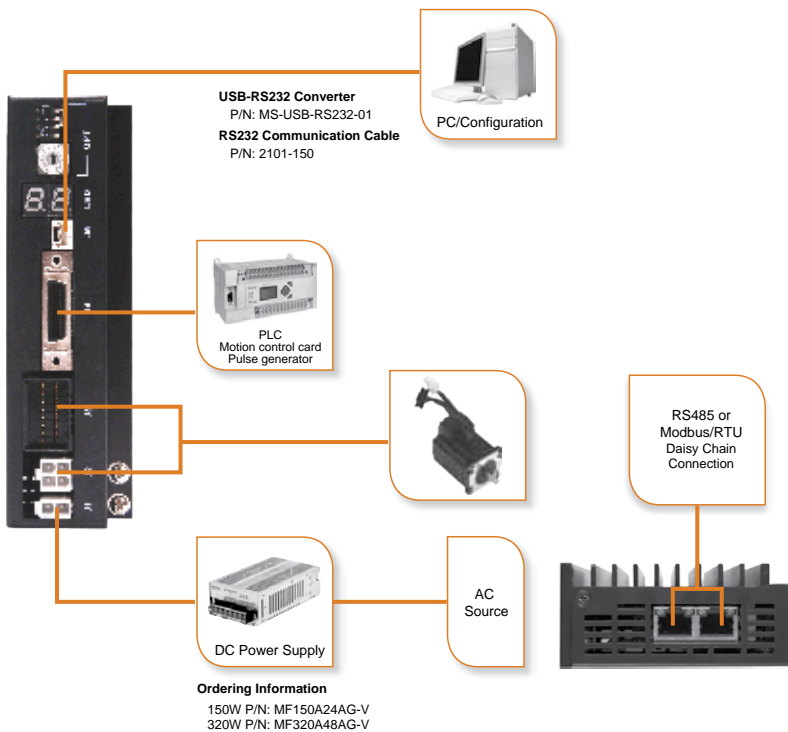 USB-RS232 Converter
P/N: MS-USB-RS232-01
RS232 Communication Cable
P/N: 2101-150
PC/Configuration
PLC
Motion control card
Pulse generator
RS485 or
Modbus/RTU
Daisy Chain
Connection
DC Power Supply
AC
Source
Ordering Information
150W P/N: MF150A24AG-V
320W P/N: MF320A48AG-V